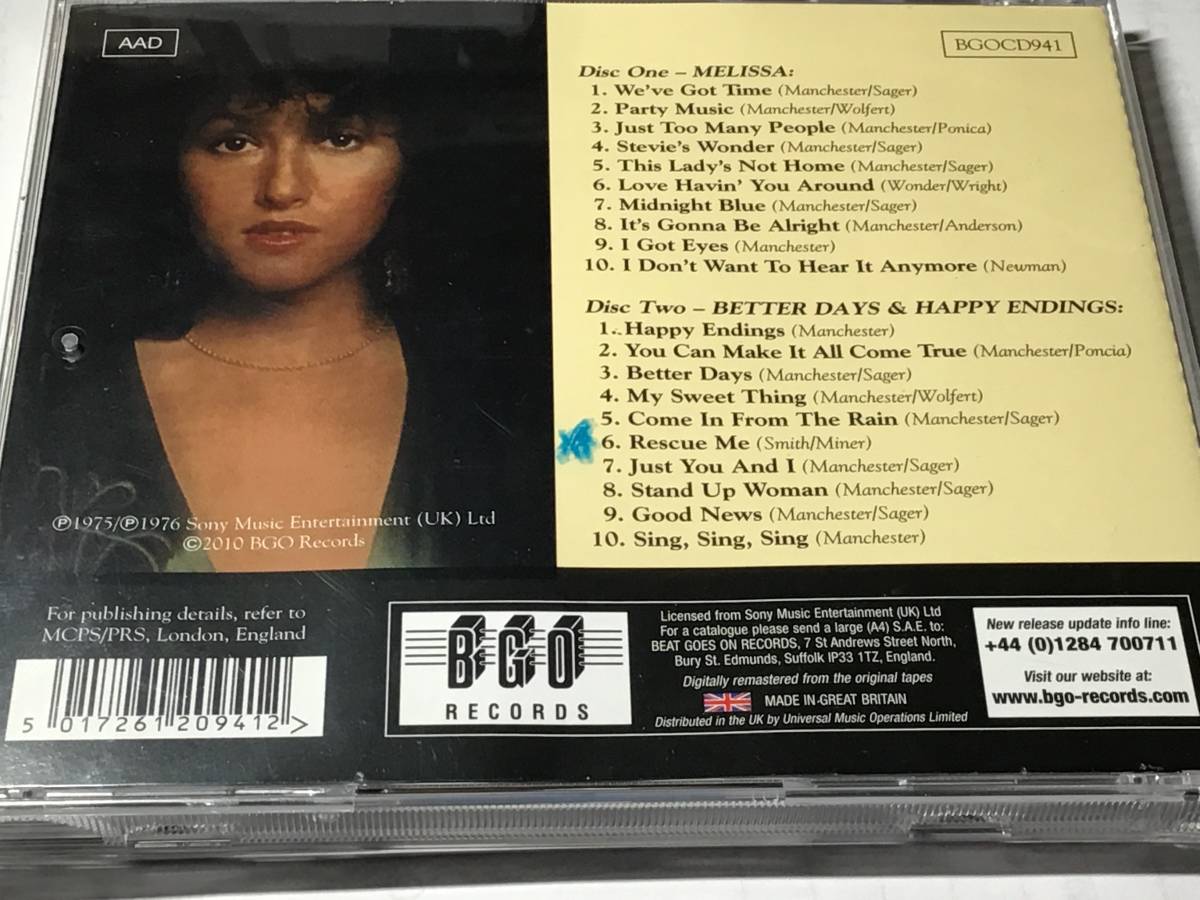 AAD
BGOCD941
Disc One – MELISSA:
1. We've Got Time (Manchester/Sager)
2. Party Music (Manchester/Wolfert)
3. Just Too Many People (Manchester/Ponica)
4. Stevie's Wonder (Manchester/Sager)
5. This Lady's Not Home (Manchester/Sager)
6. Love Havin' You Around (Wonder/Wright)
7. Midnight Blue (Manchester/Sager)
8. It's Gonna Be Alright (Manchester/Anderson)
9. I Got Eyes (Manchester)
10. I Don't Want To Hear It Anymore (Newman)
Disc Two – BETTER DAYS & HAPPY ENDINGS:
1. Happy Endings (Manchester)
2. You Can Make It All Come True (Manchester/Poncia)
3. Better Days (Manchester/Sager)
4. My Sweet Thing (Manchester/Wolfert)
5. Come In From The Rain (Manchester/Sager)
6. Rescue Me (Smith/Miner)
7. Just You And I (Manchester/Sager)
8. Stand Up Woman (Manchester/Sager)
9. Good News (Manchester/Sager)
10. Sing, Sing, Sing (Manchester)
℗1975/℗1976 Sony Music Entertainment (UK) Ltd
©2010 BGO Records
For publishing details, refer to
MCPS/PRS, London, England
5 017261 209412 >
BGO
RECORDS
Licensed from Sony Music Entertainment (UK) Ltd
For a catalogue please send a large (A4) S.A.E. to:
BEAT GOES ON RECORDS, 7 St Andrews Street North,
Bury St. Edmunds, Suffolk IP33 1TZ, England.
Digitally remastered from the original tapes
MADE IN GREAT BRITAIN
Distributed in the UK by Universal Music Operations Limited
New release update info line:
+44 (0)1284 700711
Visit our website at:
www.bgo-records.com